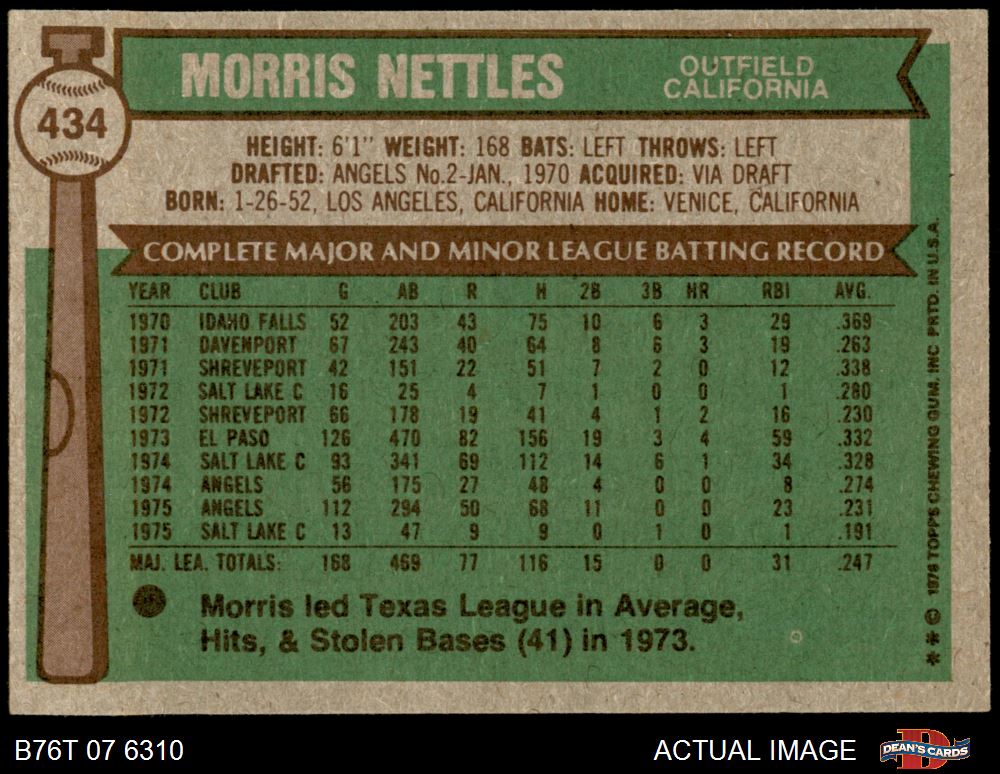 434
MORRIS NETTLES
OUTFIELD
CALIFORNIA
HEIGHT: 6'1" WEIGHT: 168 BATS: LEFT THROWS: LEFT
DRAFTED: ANGELS No.2-JAN., 1970 ACQUIRED: VIA DRAFT
BORN: 1-26-52, LOS ANGELES, CALIFORNIA HOME: VENICE, CALIFORNIA
COMPLETE MAJOR AND MINOR LEAGUE BATTING RECORD
YEAR CLUB G AB R H 2B 3B HR RBI AVG.
1970 IDAHO FALLS 52 203 43 75 10 6 3 29 .369
1971 DAVENPORT 67 243 40 64 8 6 3 19 .263
1971 SHREVEPORT 42 151 22 51 7 2 0 12 .338
1972 SALT LAKE C 16 25 4 7 1 0 0 1 .280
1972 SHREVEPORT 66 178 19 41 4 1 2 16 .230
1973 EL PASO 126 470 82 156 19 3 4 59 .332
1974 SALT LAKE C 93 341 69 112 14 6 1 34 .328
1974 ANGELS 56 175 27 48 4 0 0 8 .274
1975 ANGELS 112 294 50 68 11 0 0 23 .231
1975 SALT LAKE C 13 47 9 9 0 1 0 1 .191
MAJ. LEA. TOTALS: 168 469 77 116 15 0 0 31 .247
Morris led Texas League in Average,
Hits, & Stolen Bases (41) in 1973.
* * © 1976 TOPPS CHEWING GUM, INC PRTD. IN U.S.A.
B76T 07 6310
ACTUAL IMAGE
DEAN'S CARDS